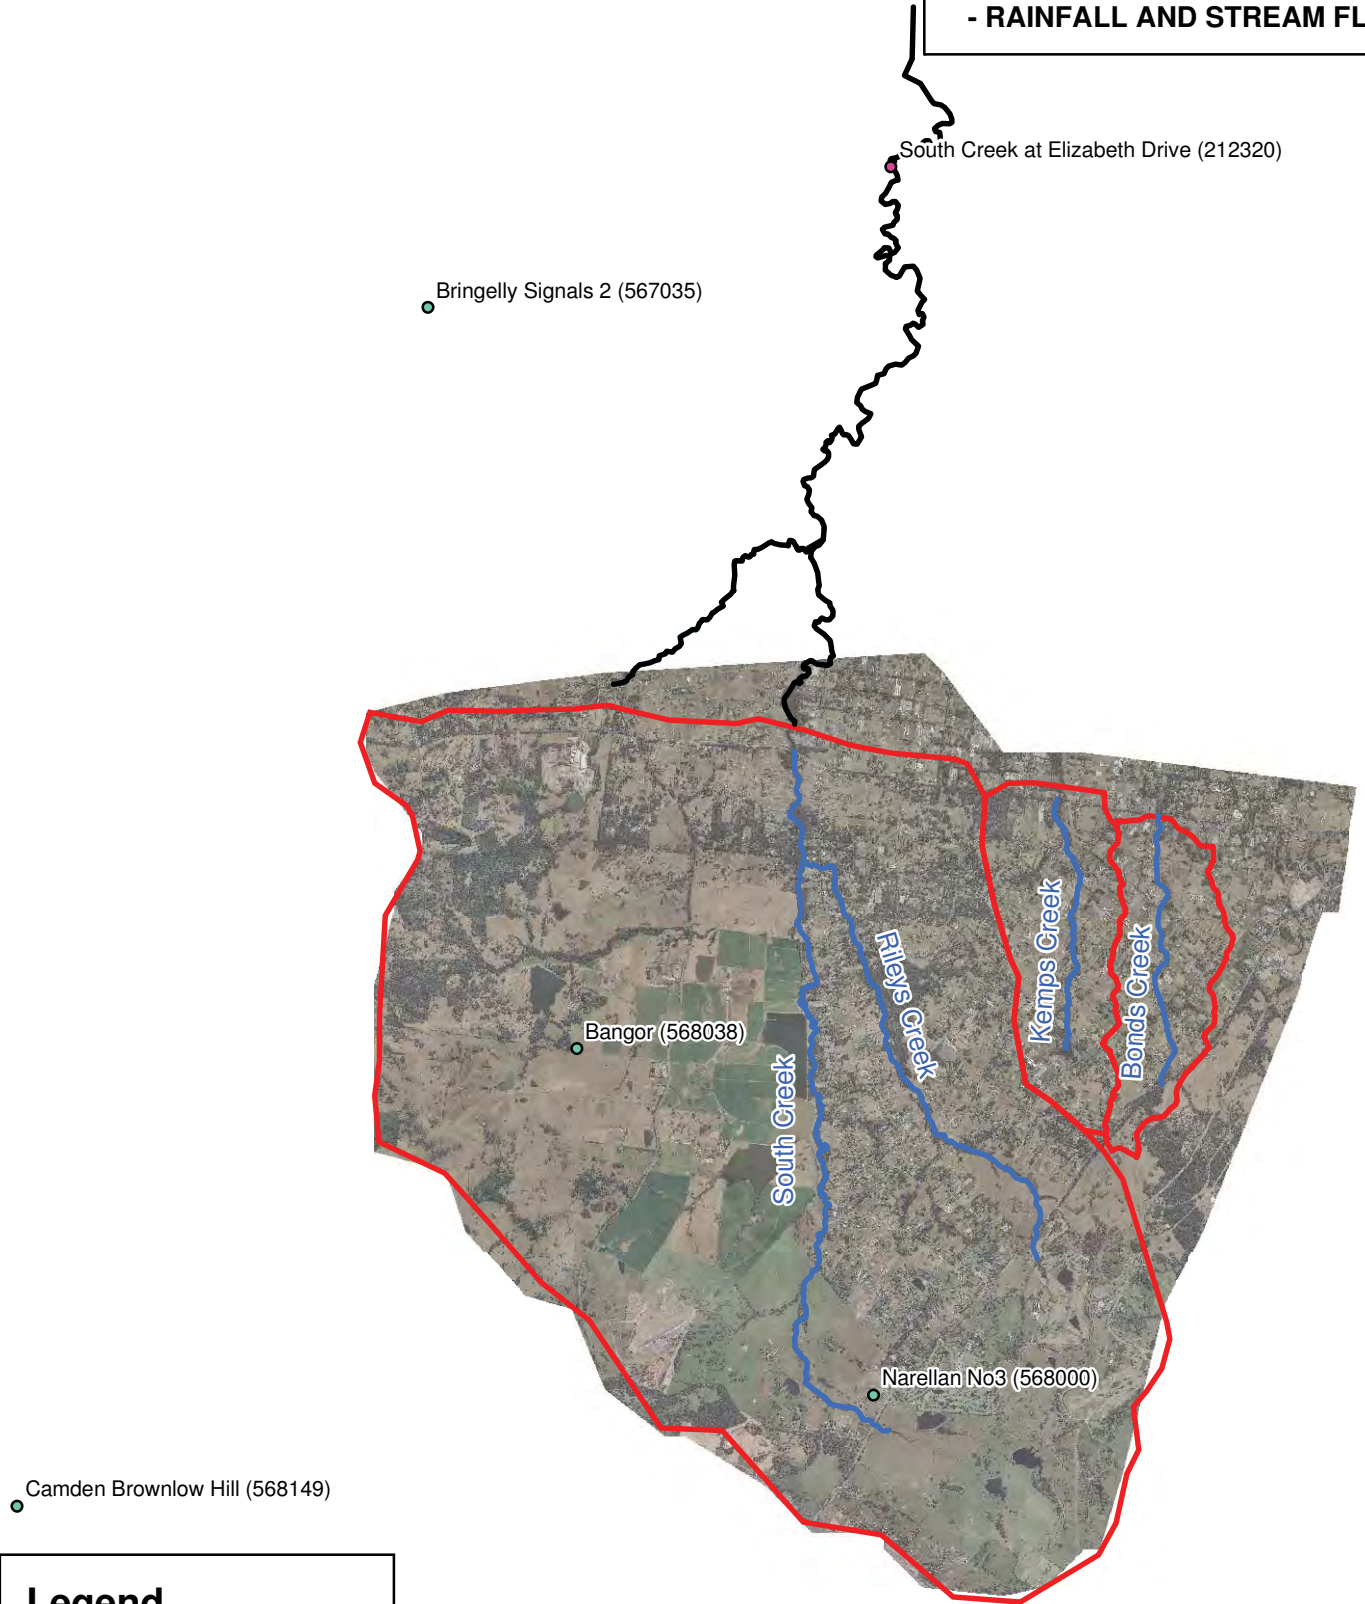 - RAINFALL AND STREAM FL
South Creek at Elizabeth Drive (212320)
Bringelly Signals 2 (567035)
Kemps Creek
Rileys Creek
Bonds Creek
Bangor (568038)
South Creek
Narellan No3 (568000)
Camden Brownlow Hill (568149)
Legend